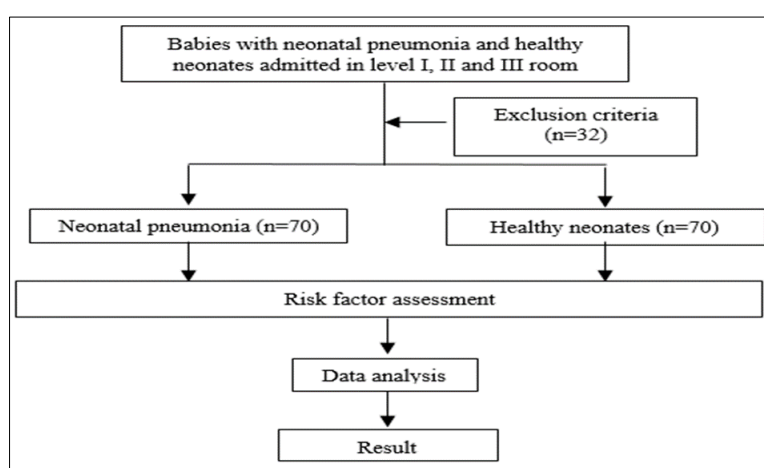 Babies with neonatal pneumonia and healthy
neonates admitted in level I, II and III room
Exclusion criteria
(n=32)
Neonatal pneumonia (n=70)
Healthy neonates (n=70)
Risk factor assessment
Data analysis
Result